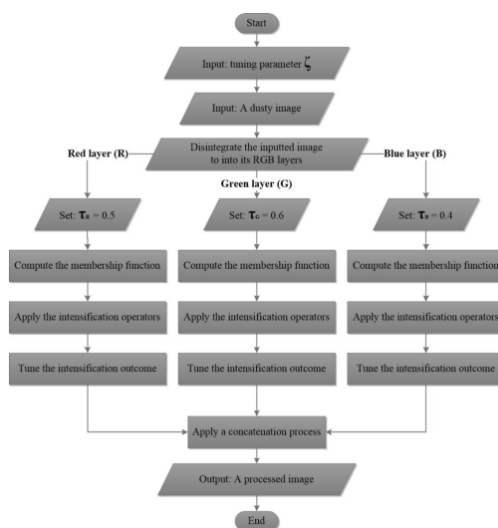 Start
Input: tuning parameter ζ
Input: A dusty image
Disintegrate the inputted image
to into its RGB layers
Red layer (R)
Blue layer (B)
Green layer (G)
Set: τR = 0.5
Set: τG = 0.6
Set: τB = 0.4
Compute the membership function
Compute the membership function
Compute the membership function
Apply the intensification operators
Apply the intensification operators
Apply the intensification operators
Tune the intensification outcome
Tune the intensification outcome
Tune the intensification outcome
Apply a concatenation process
Output: A processed image
End